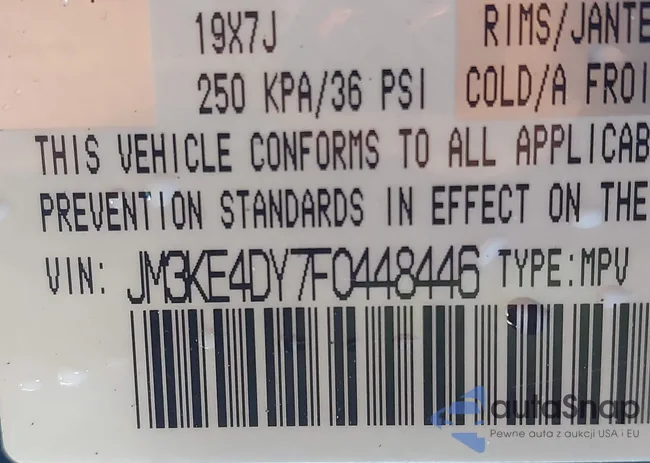 19X7J RIMS/JANTE
250 KPA/36 PSI COLD/A FROI
THIS VEHICLE CONFORMS TO ALL APPLICAB
PREVENTION STANDARDS IN EFFECT ON THE
VIN: JM3KE4DY7F0448446 TYPE:MPV
autaSnap
Pewne auta z aukcji USA i EU